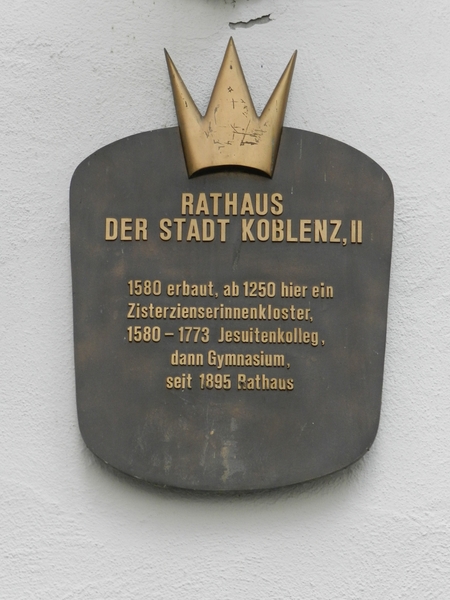 RATHAUS
DER STADT KOBLENZ, II
1580 erbaut, ab 1250 hier ein
Zisterzienserinnenkloster,
1580 – 1773 Jesuitenkolleg,
dann Gymnasium,
seit 1895 Rathaus